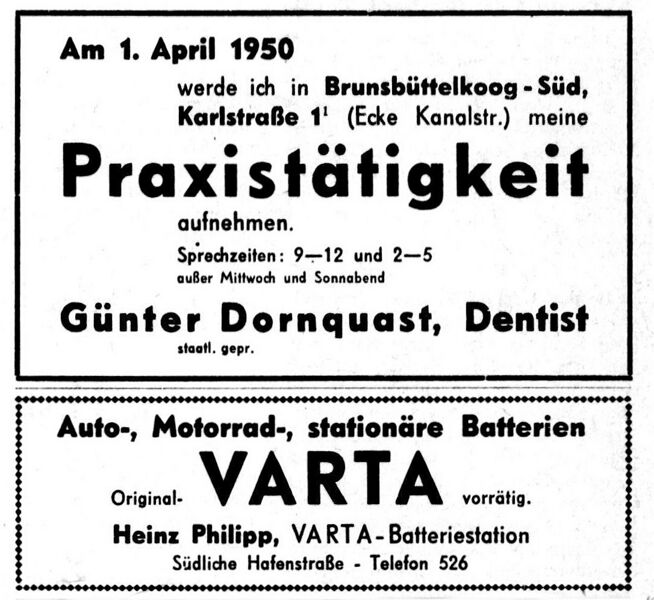 Am 1. April 1950
werde ich in Brunsbüttelkoog-Süd,
Karlstraße 1¹ (Ecke Kanalstr.) meine
Praxistätigkeit
aufnehmen.
Sprechzeiten: 9—12 und 2—5
außer Mittwoch und Sonnabend
Günter Dornquast, Dentist
staatl. gepr.
Auto-, Motorrad-, stationäre Batterien
Original- VARTA vorrätig.
Heinz Philipp, VARTA-Batteriestation
Südliche Hafenstraße - Telefon 526